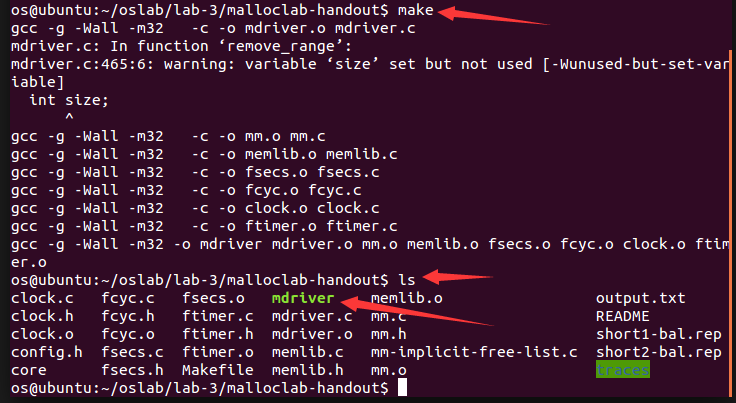 os@ubuntu:~/oslab/lab-3/malloclab-handout$ make
gcc -g -Wall -m32   -c -o mdriver.o mdriver.c
mdriver.c: In function ‘remove_range’:
mdriver.c:465:6: warning: variable ‘size’ set but not used [-Wunused-but-set-var
iable]
  int size;
      ^
gcc -g -Wall -m32   -c -o mm.o mm.c
gcc -g -Wall -m32   -c -o memlib.o memlib.c
gcc -g -Wall -m32   -c -o fsecs.o fsecs.c
gcc -g -Wall -m32   -c -o fcyc.o fcyc.c
gcc -g -Wall -m32   -c -o clock.o clock.c
gcc -g -Wall -m32   -c -o ftimer.o ftimer.c
gcc -g -Wall -m32 -o mdriver mdriver.o mm.o memlib.o fsecs.o fcyc.o clock.o ftim
er.o
os@ubuntu:~/oslab/lab-3/malloclab-handout$ ls
clock.c   fcyc.c   fsecs.o   mdriver    memlib.o                output.txt
clock.h   fcyc.h   ftimer.c  mdriver.c  mm.c                    README
clock.o   fcyc.o   ftimer.h  mdriver.o  mm.h                    short1-bal.rep
config.h  fsecs.c  ftimer.o  memlib.c   mm-implicit-free-list.c  short2-bal.rep
core      fsecs.h  Makefile  memlib.h   mm.o                    traces
os@ubuntu:~/oslab/lab-3/malloclab-handout$